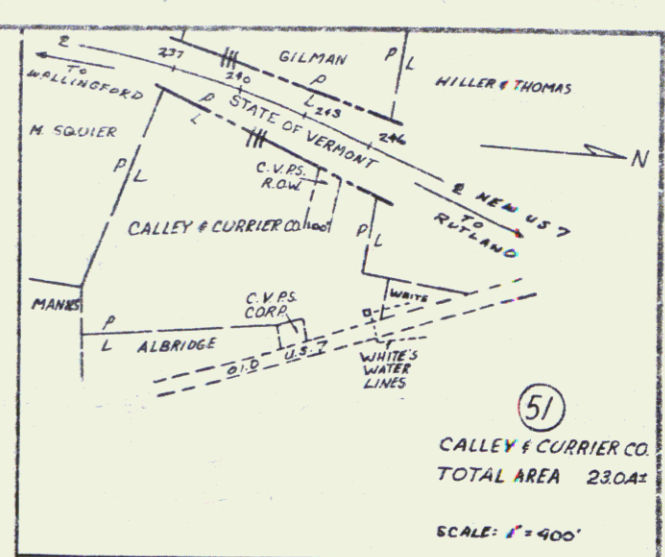 TO
WALLINGFORD
237
240
243
246
GILMAN
P
L
HILLER & THOMAS
P
L
STATE OF VERMONT
P
L
N
M. SQUIER
P
L
C.V.P.S.
R.O.W.
100'
CALLEY & CURRIER CO.
P
L
NEW US 7
TO
RUTLAND
MANKS
P
L
ALBRIDGE
C.V.P.S.
CORP.
OLD U.S. 7
WHITE
WHITE'S
WATER
LINES
51
CALLEY & CURRIER CO.
TOTAL AREA 23.0A±
SCALE: 1" = 400'